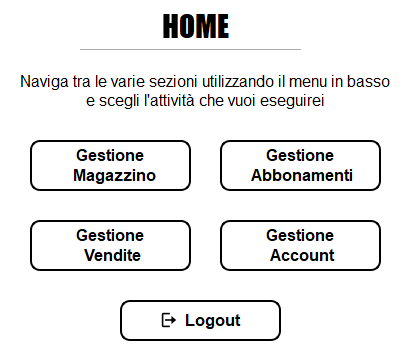 HOME
Naviga tra le varie sezioni utilizzando il menu in basso
e scegli l'attività che vuoi eseguirei
Gestione
Magazzino
Gestione
Abbonamenti
Gestione
Vendite
Gestione
Account
Logout